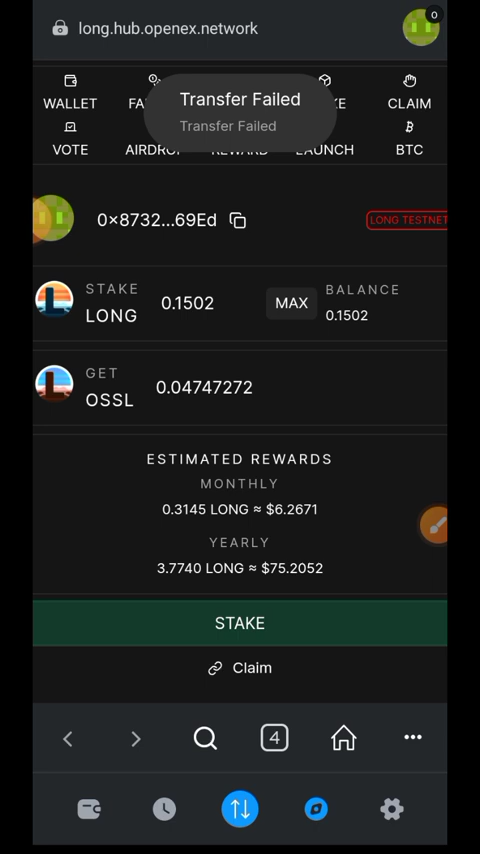 long.hub.openex.network
0
WALLET
CLAIM
Transfer Failed
Transfer Failed
VOTE
AIRDROP
REWARD
LAUNCH
BTC
0×8732...69Ed
LONG TESTNET
STAKE
LONG
0.1502
MAX
BALANCE
0.1502
GET
OSSL
0.04747272
ESTIMATED REWARDS
MONTHLY
0.3145 LONG ≈ $6.2671
YEARLY
3.7740 LONG ≈ $75.2052
STAKE
Claim
4